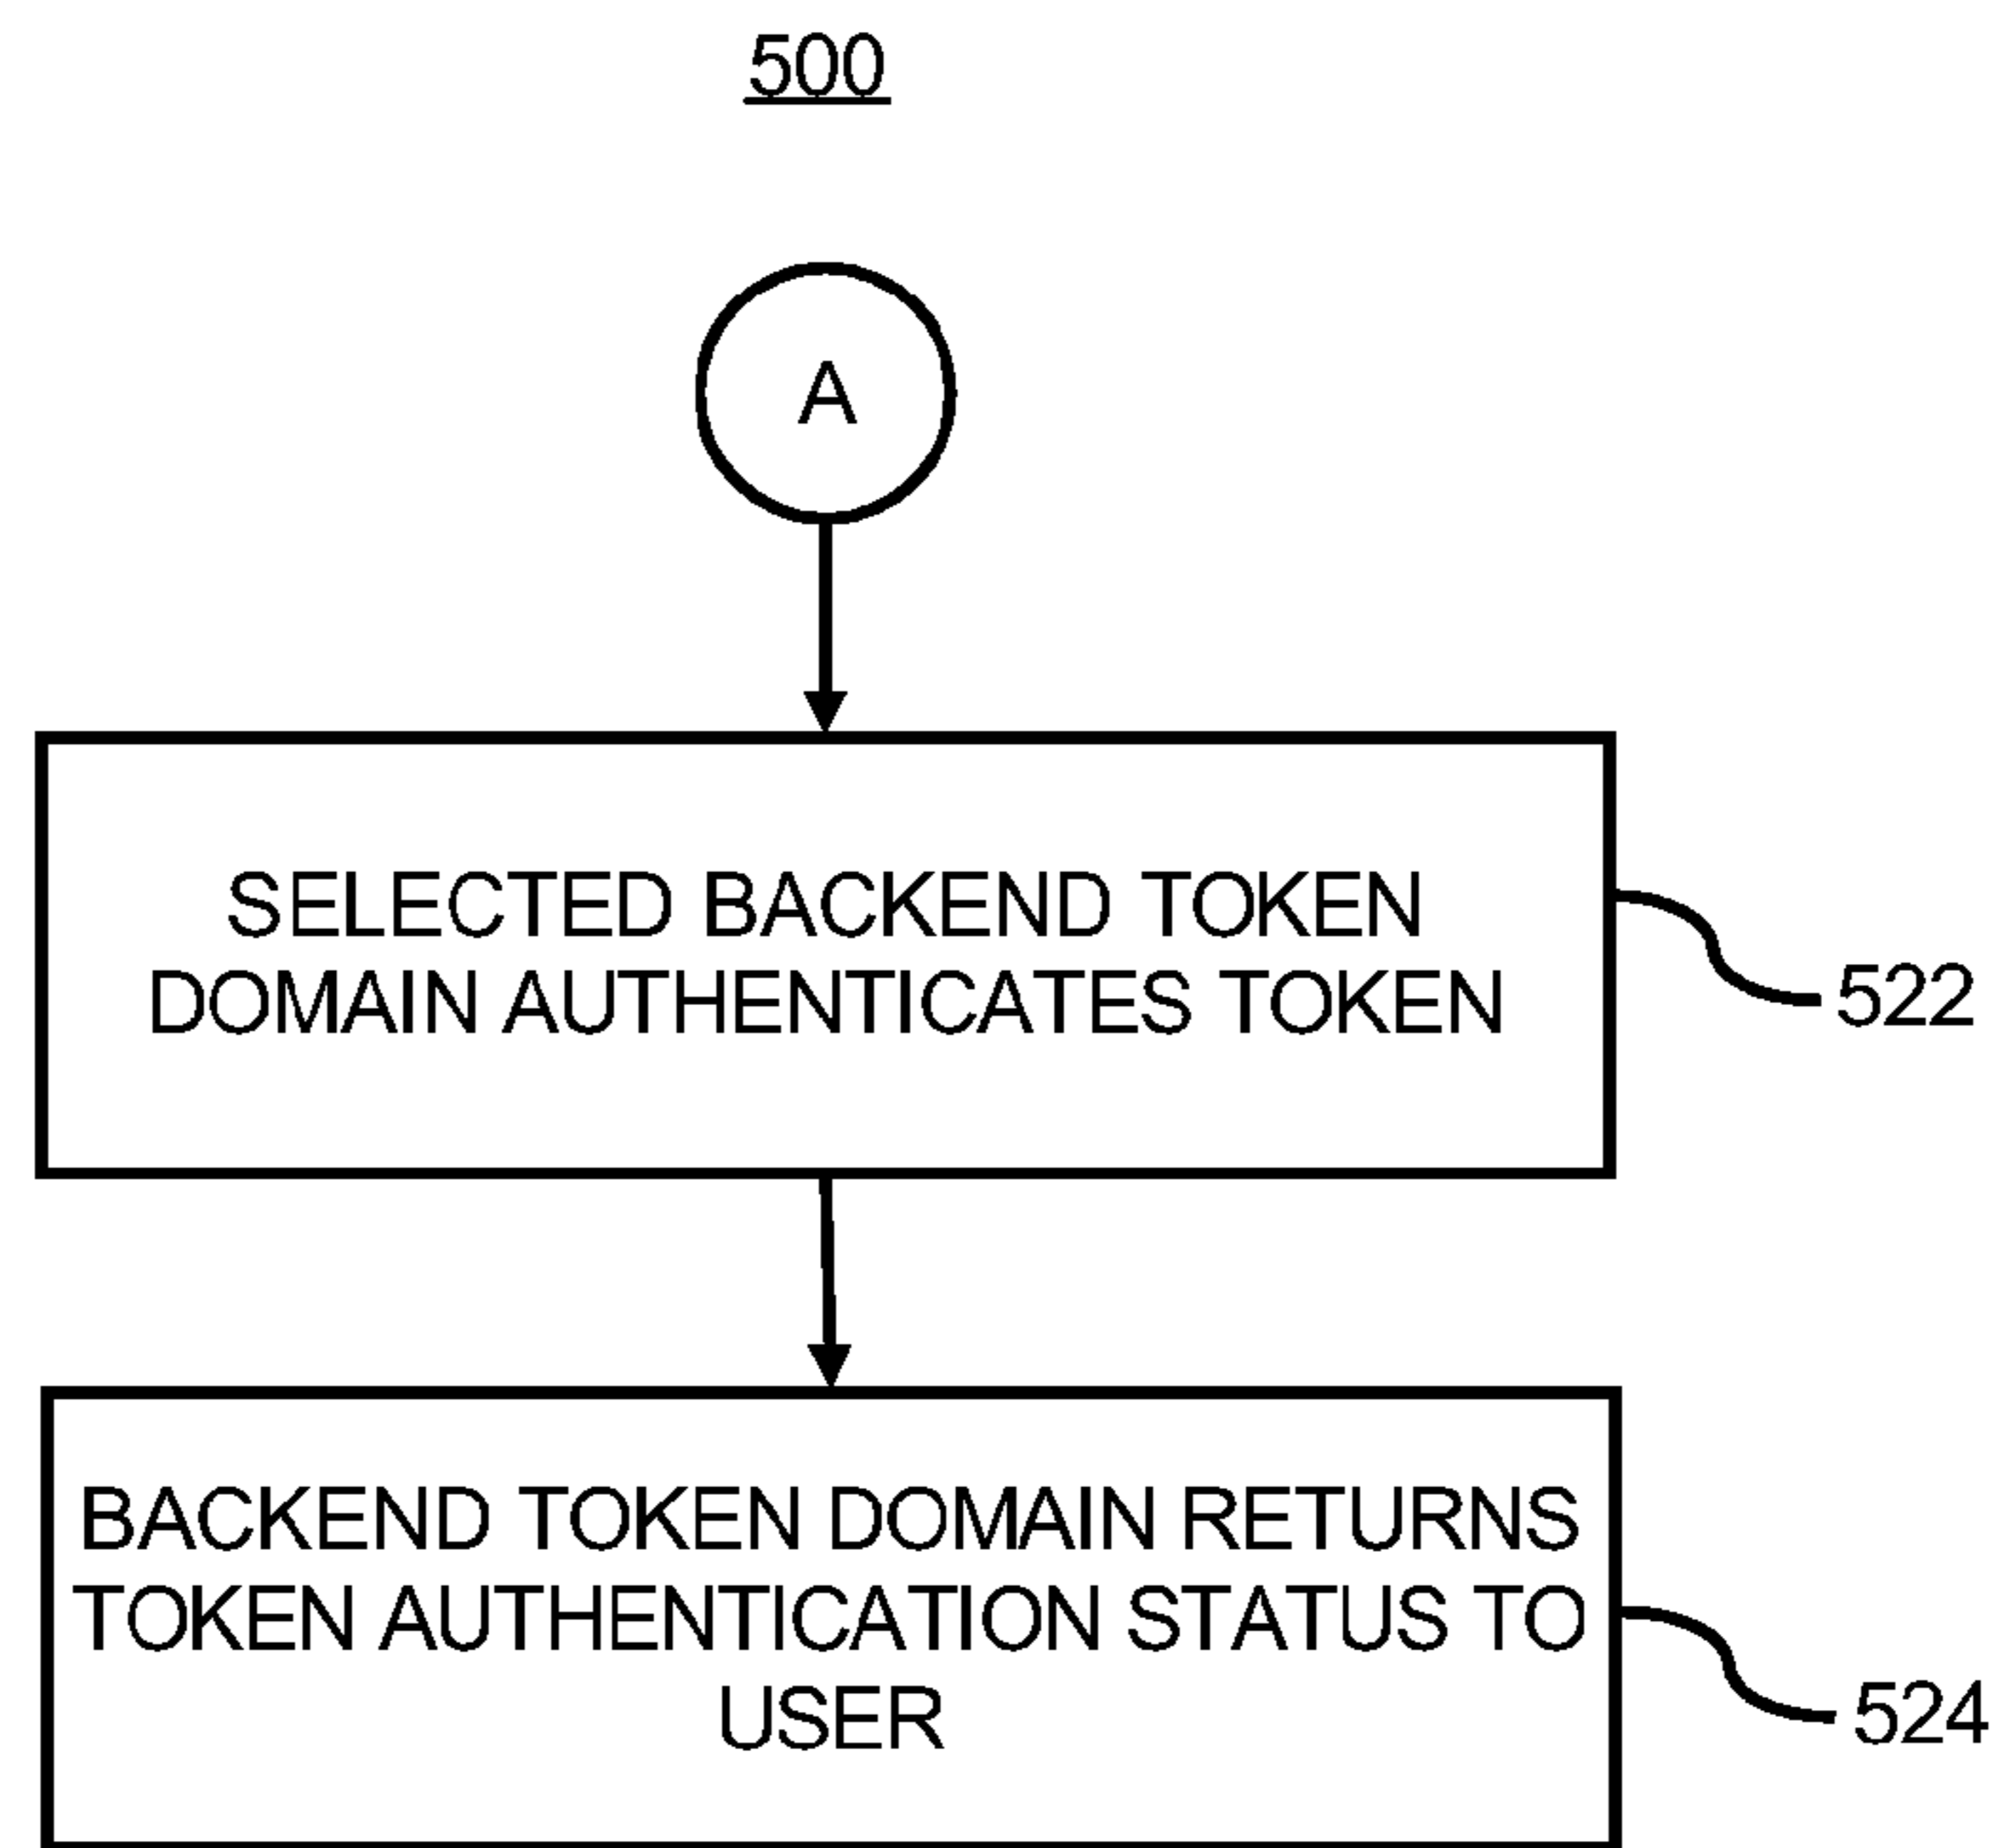 500
A
SELECTED BACKEND TOKEN
DOMAIN AUTHENTICATES TOKEN
522
BACKEND TOKEN DOMAIN RETURNS
TOKEN AUTHENTICATION STATUS TO
USER
524